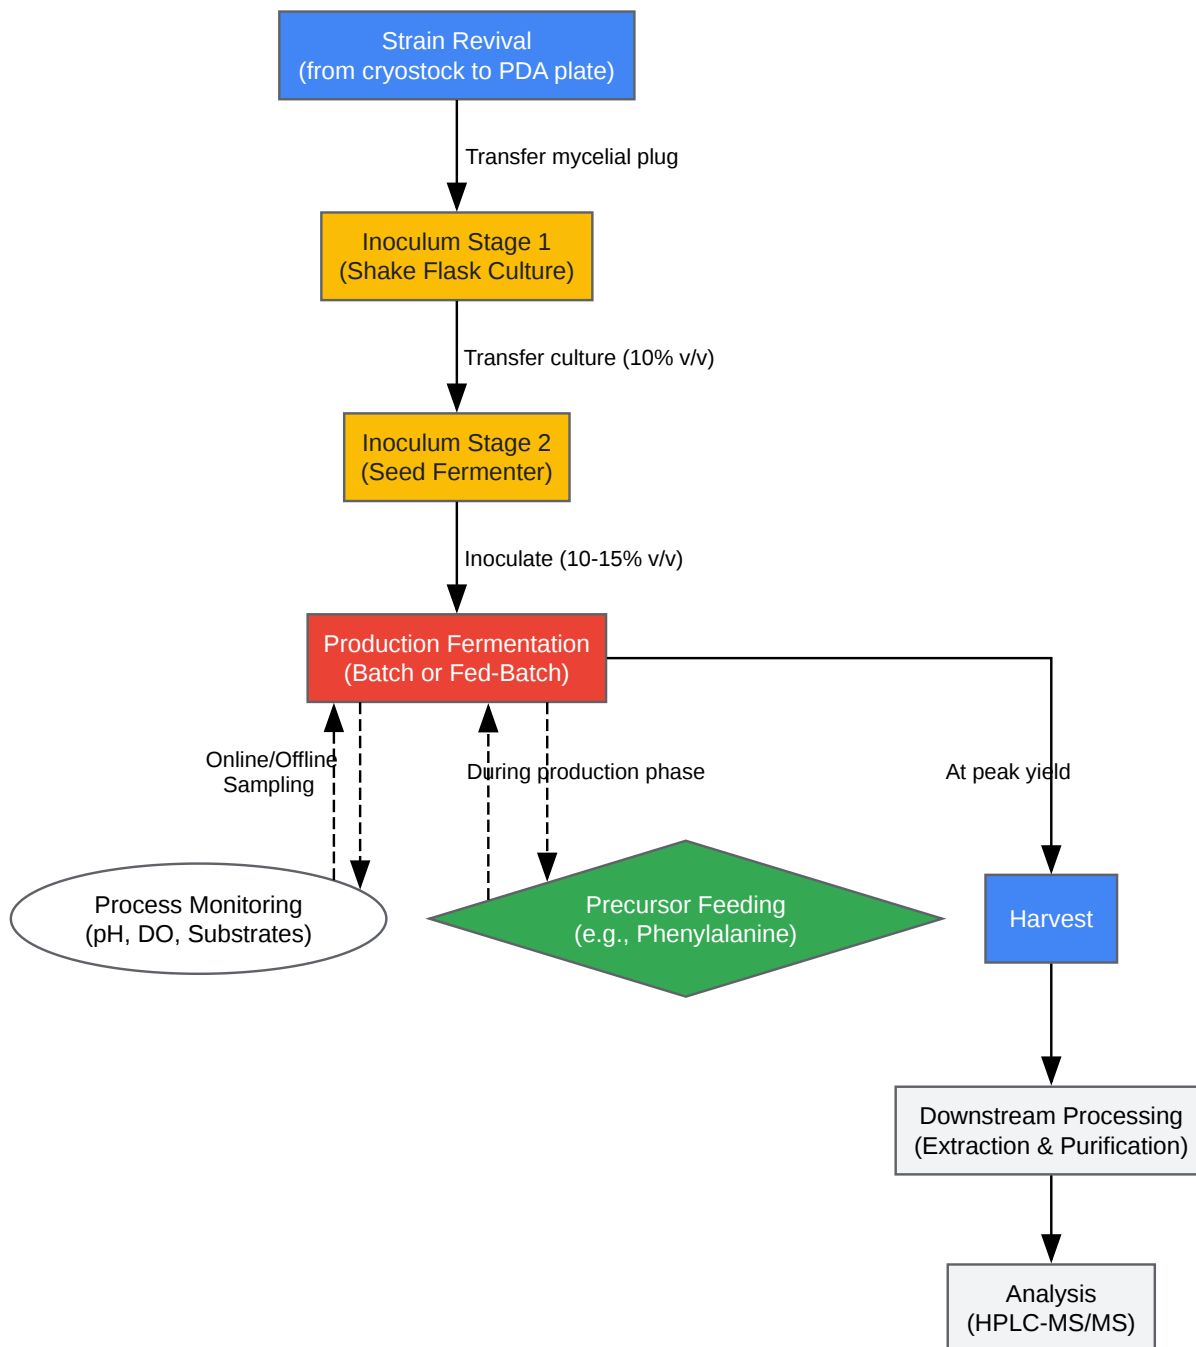 Strain Revival
(from cryostock to PDA plate)
Transfer mycelial plug
Inoculum Stage 1
(Shake Flask Culture)
Transfer culture (10% v/v)
Inoculum Stage 2
(Seed Fermenter)
Inoculate (10-15% v/v)
Production Fermentation
(Batch or Fed-Batch)
Online/Offline
Sampling
During production phase
At peak yield
Process Monitoring
(pH, DO, Substrates)
Precursor Feeding
(e.g., Phenylalanine)
Harvest
Downstream Processing
(Extraction & Purification)
Analysis
(HPLC-MS/MS)